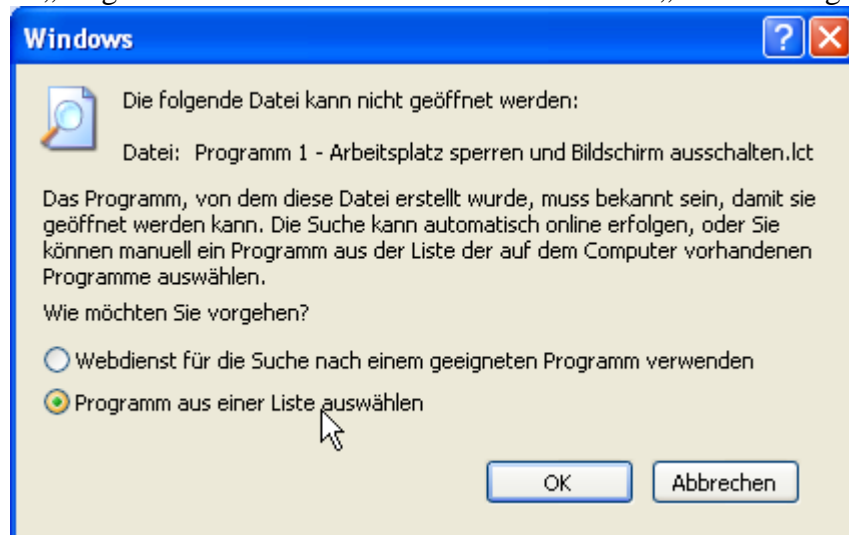 Windows
Die folgende Datei kann nicht geöffnet werden:
Datei: Programm 1 - Arbeitsplatz sperren und Bildschirm ausschalten.lct
Das Programm, von dem diese Datei erstellt wurde, muss bekannt sein, damit sie
geöffnet werden kann. Die Suche kann automatisch online erfolgen, oder Sie
können manuell ein Programm aus der Liste der auf dem Computer vorhandenen
Programme auswählen.
Wie möchten Sie vorgehen?
Webdienst für die Suche nach einem geeigneten Programm verwenden
Programm aus einer Liste auswählen
OK Abbrechen